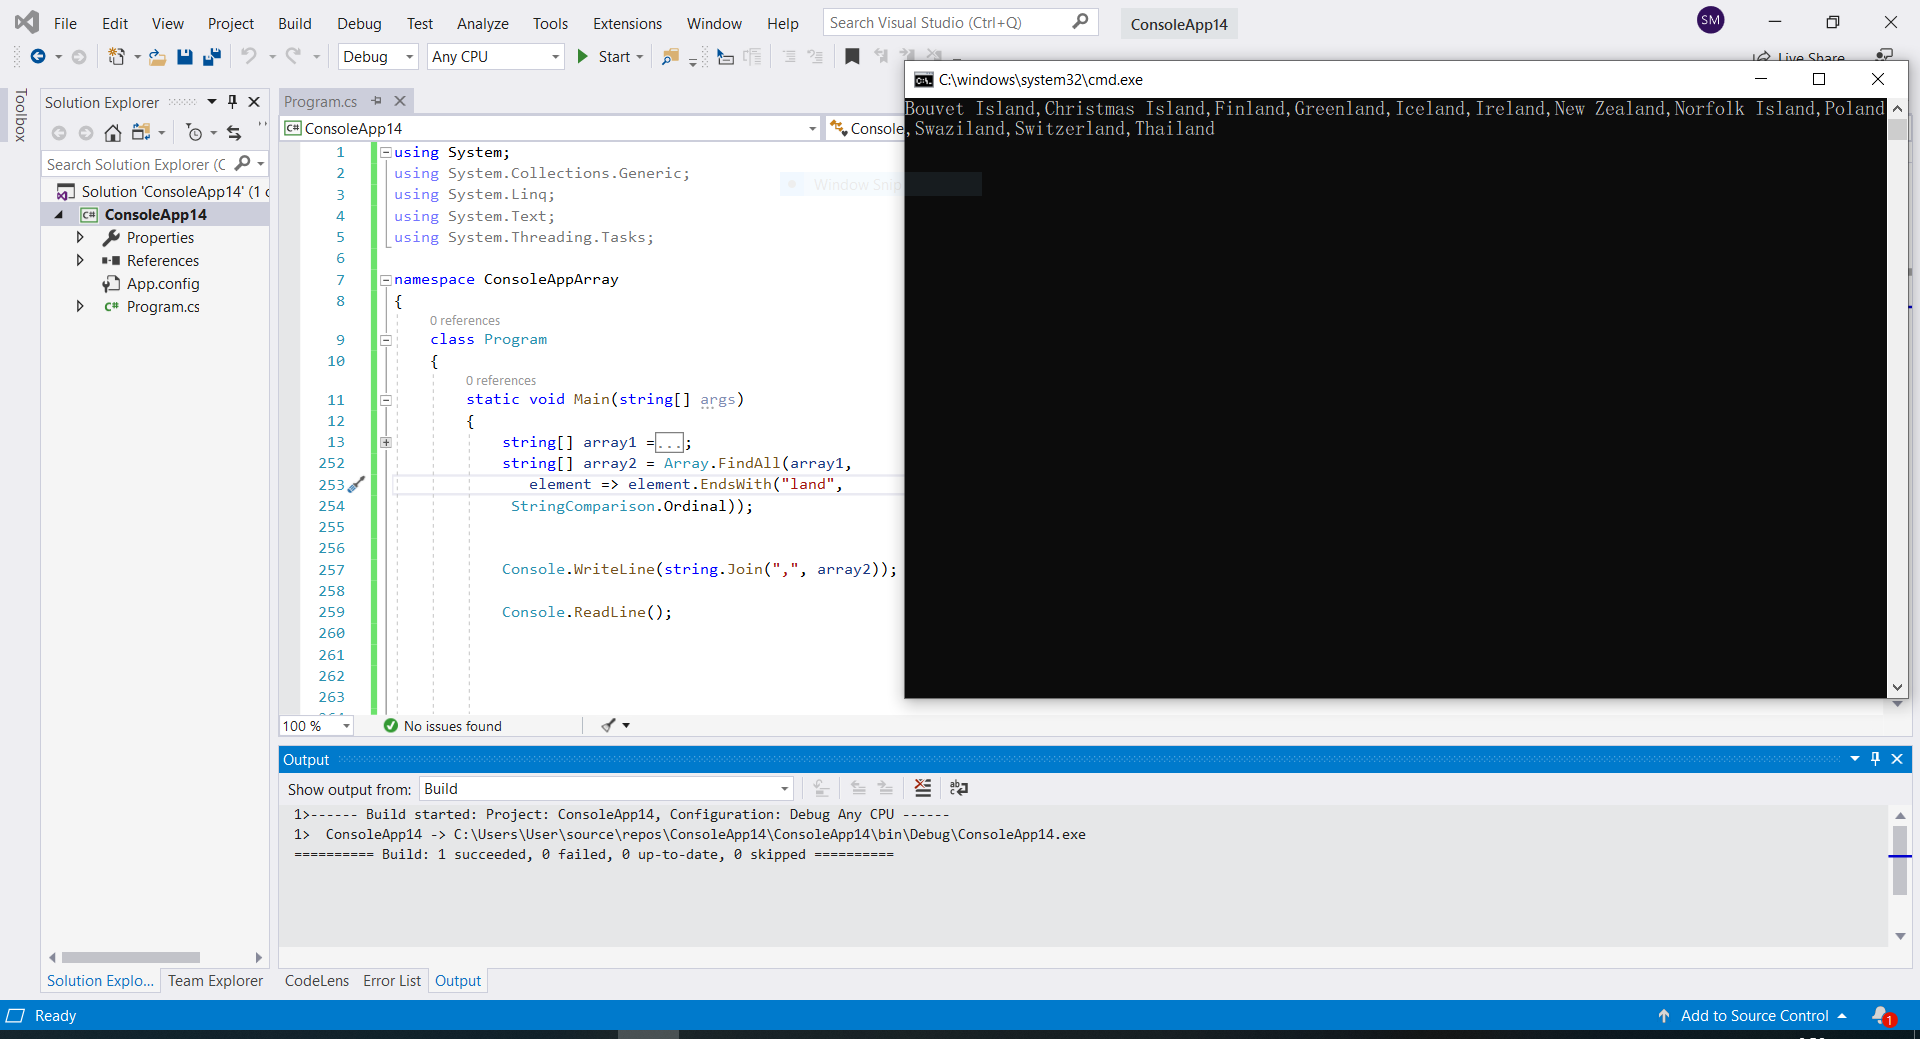 File Edit View Project Build Debug Test Analyze Tools Extensions Window Help Search Visual Studio (Ctrl+Q) ConsoleApp14 SM
Debug Any CPU Start Live Share
Toolbox
Solution Explorer
Search Solution Explorer (C
Solution 'ConsoleApp14' (1 c
C# ConsoleApp14
Properties
References
App.config
C# Program.cs
Program.cs
C# ConsoleApp14 Console
1 using System;
2 using System.Collections.Generic;
3 using System.Linq;
4 using System.Text;
5 using System.Threading.Tasks;
6
7 namespace ConsoleAppArray
8 {
0 references
9 class Program
10 {
0 references
11 static void Main(string[] args)
12 {
13 string[] array1 =...;
252 string[] array2 = Array.FindAll(array1,
253 element => element.EndsWith("land",
254 StringComparison.Ordinal));
255
256
257 Console.WriteLine(string.Join(",", array2));
258
259 Console.ReadLine();
260
261
262
263
Window Snip
C:\windows\system32\cmd.exe
Bouvet Island,Christmas Island,Finland,Greenland,Iceland,Ireland,New Zealand,Norfolk Island,Poland
,Swaziland,Switzerland,Thailand
100 % No issues found
Output
Show output from: Build
1>------ Build started: Project: ConsoleApp14, Configuration: Debug Any CPU ------
1>  ConsoleApp14 -> C:\Users\User\source\repos\ConsoleApp14\ConsoleApp14\bin\Debug\ConsoleApp14.exe
========== Build: 1 succeeded, 0 failed, 0 up-to-date, 0 skipped ==========
Solution Explo... Team Explorer CodeLens Error List Output
Ready Add to Source Control 1